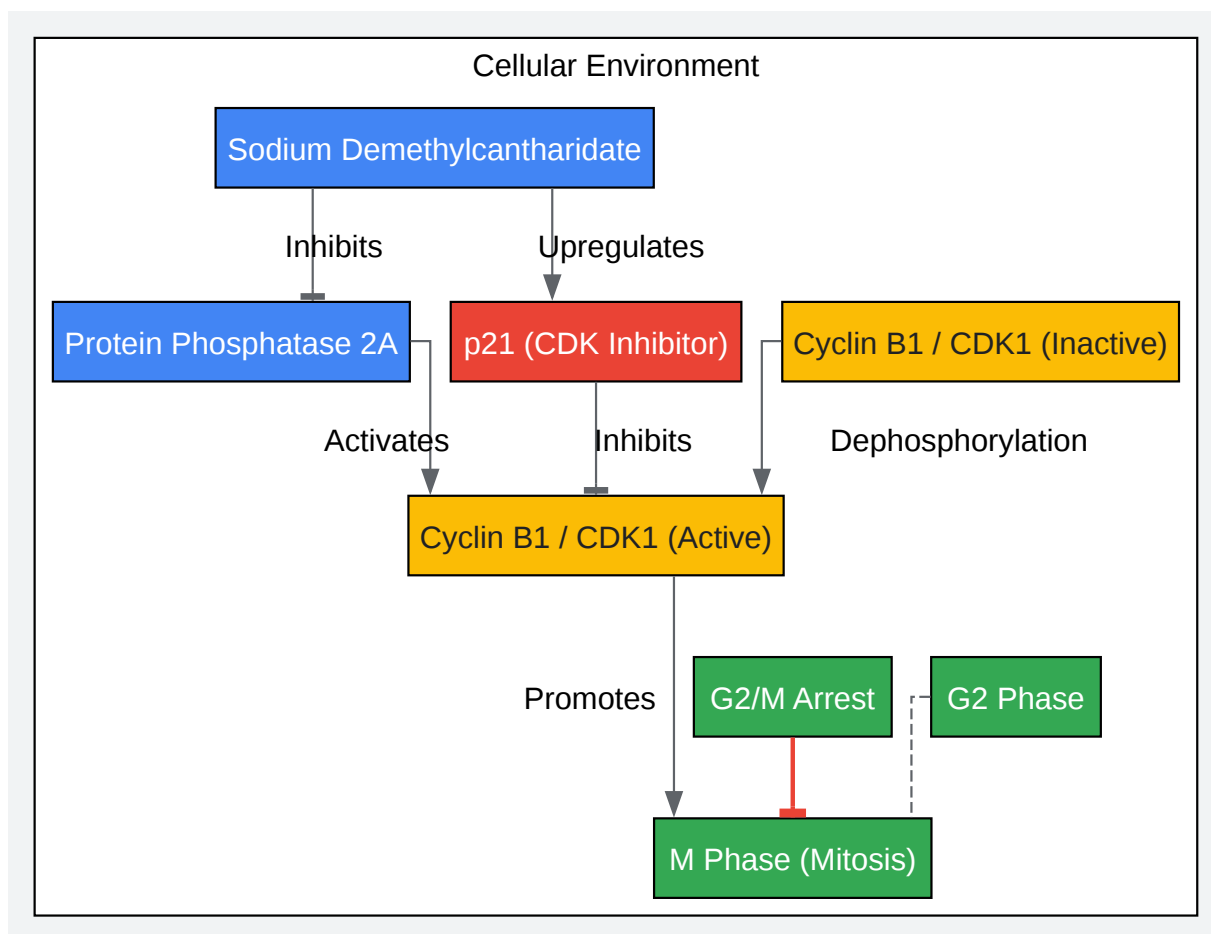 Cellular Environment
Sodium Demethylcantharidate
Inhibits
Upregulates
Protein Phosphatase 2A
p21 (CDK Inhibitor)
Cyclin B1 / CDK1 (Inactive)
Activates
Inhibits
Dephosphorylation
Cyclin B1 / CDK1 (Active)
Promotes
G2/M Arrest
G2 Phase
M Phase (Mitosis)